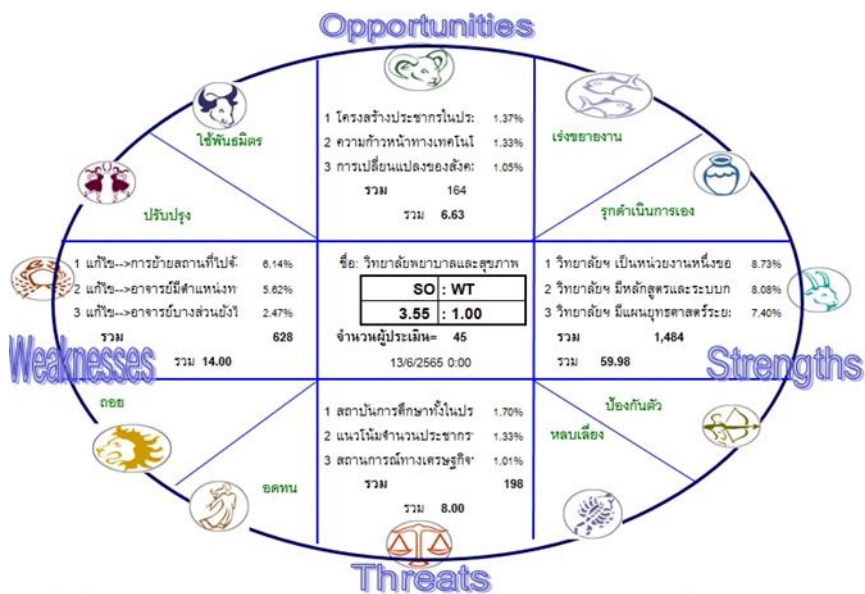 Opportunities
1 โครงสร้างประชากรในประ 1.37%
2 ความก้าวหน้าทางเทคโนโ 1.33%
3 การเปลี่ยนแปลงของสังค: 1.05%
รวม 164
รวม 6.63
ใช้พันธมิตร
เร่งขยายงาน
ปรับปรุง
รุกดำเนินการเอง
1 แก้ไข-->การย้ายสถานที่ไปจั 6.14%
2 แก้ไข-->อาจารย์มีตำแหน่งท 5.62%
3 แก้ไข-->อาจารย์บางส่วนยังไ 2.47%
รวม 628
รวม 14.00
Weaknesses
ชื่อ: วิทยาลัยพยาบาลและสุขภาพ
SO : WT
3.55 : 1.00
จำนวนผู้ประเมิน= 45
13/6/2565 0:00
1 วิทยาลัยฯ เป็นหน่วยงานหนึ่งขอ 8.73%
2 วิทยาลัยฯ มีหลักสูตรและระบบก 8.08%
3 วิทยาลัยฯ มีแผนยุทธศาสตร์ระย: 7.40%
รวม 1,484
รวม 59.98
Strengths
ถอย
อดทน
1 สถาบันการศึกษาทั้งในปร 1.70%
2 แนวโน้มจำนวนประชากร 1.33%
3 สถานการณ์ทางเศรษฐกิจ 1.01%
รวม 198
รวม 8.00
ป้องกันตัว
หลบเลี่ยง
Threats